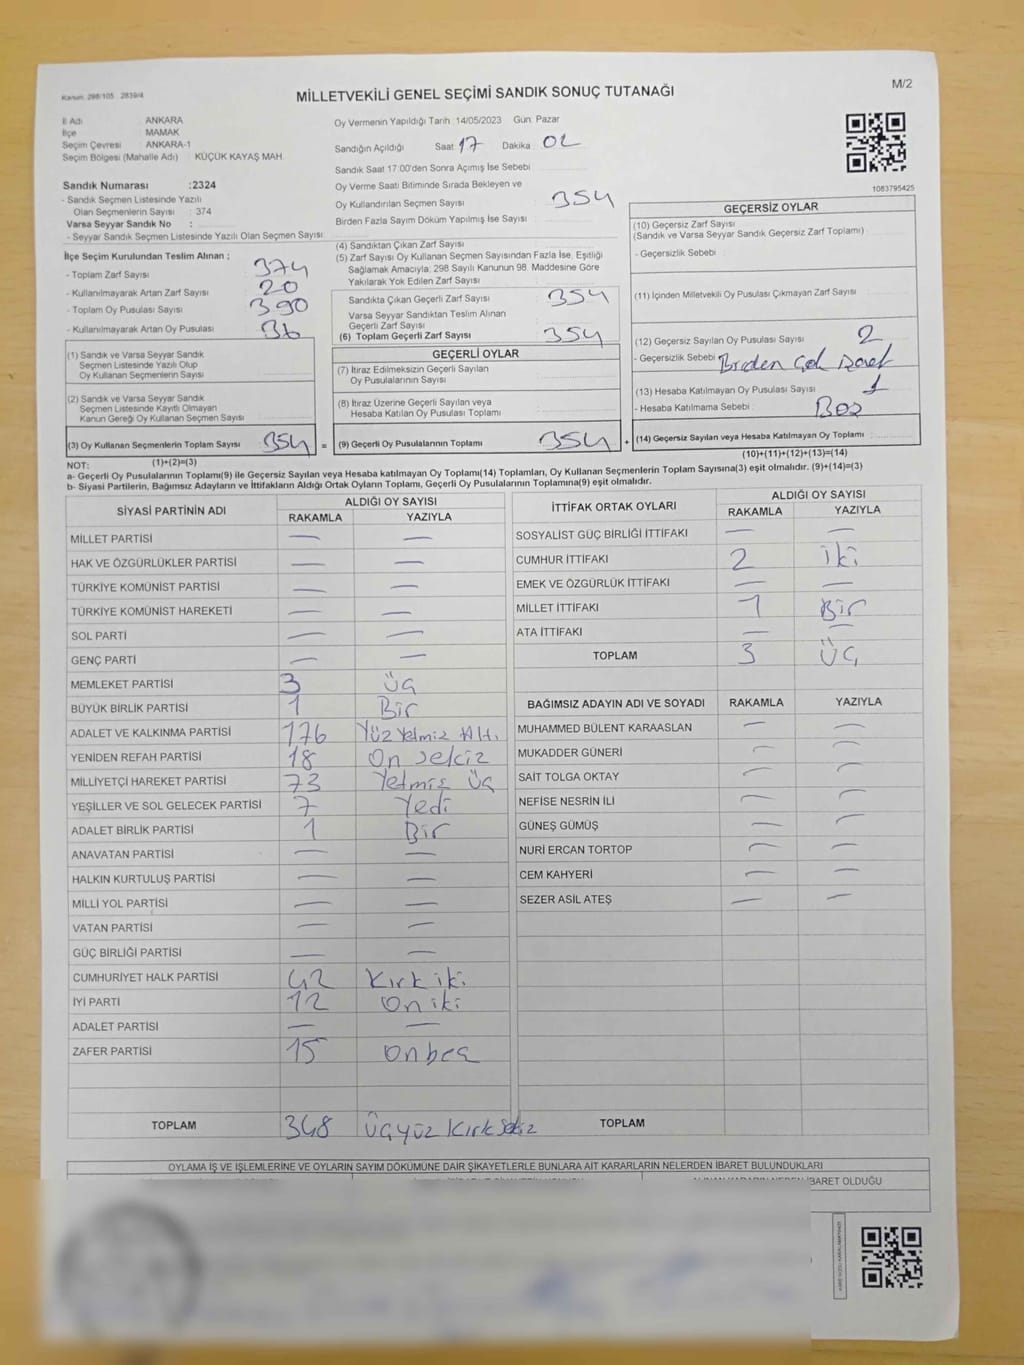 Kanun: 298/105 2839/4
M/2
MİLLETVEKİLİ GENEL SEÇİMİ SANDIK SONUÇ TUTANAĞI
İl Adı ANKARA
İlçe MAMAK
Seçim Çevresi ANKARA-1
Seçim Bölgesi (Mahalle Adı) KÜÇÜK KAYAŞ MAH.
Sandık Numarası :2324
- Sandık Seçmen Listesinde Yazılı
Olan Seçmenlerin Sayısı : 374
Varsa Seyyar Sandık No :
- Seyyar Sandık Seçmen Listesinde Yazılı Olan Seçmen Sayısı :
İlçe Seçim Kurulundan Teslim Alınan ;
- Toplam Zarf Sayısı 374
- Kullanılmayarak Artan Zarf Sayısı 20
- Toplam Oy Pusulası Sayısı 390
- Kullanılmayarak Artan Oy Pusulası 36
(1) Sandık ve Varsa Seyyar Sandık
Seçmen Listesinde Yazılı Olup
Oy Kullanan Seçmenlerin Sayısı
(2) Sandık ve Varsa Seyyar Sandık
Seçmen Listesinde Kayıtlı Olmayan
Kanun Gereği Oy Kullanan Seçmen Sayısı
(3) Oy Kullanan Seçmenlerin Toplam Sayısı 354 =
(1)+(2)=(3)
Oy Vermenin Yapıldığı Tarih :14/05/2023 Gün: Pazar
Sandığın Açıldığı Saat 17 Dakika 02
Sandık Saat 17:00'den Sonra Açımış İse Sebebi
Oy Verme Saati Bitiminde Sırada Bekleyen ve
Oy Kullandırılan Seçmen Sayısı 354
Birden Fazla Sayım Döküm Yapılmış İse Sayısı
(4) Sandıktan Çıkan Zarf Sayısı
(5) Zarf Sayısı Oy Kullanan Seçmen Sayısından Fazla İse, Eşitliği
Sağlamak Amacıyla; 298 Sayılı Kanunun 98. Maddesine Göre
Yakılarak Yok Edilen Zarf Sayısı
Sandıkta Çıkan Geçerli Zarf Sayısı 354
Varsa Seyyar Sandıktan Teslim Alınan
Geçerli Zarf Sayısı
(6) Toplam Geçerli Zarf Sayısı 354
GEÇERLİ OYLAR
(7) İtiraz Edilmeksizin Geçerli Sayılan
Oy Pusulalarının Sayısı
(8) İtiraz Üzerine Geçerli Sayılan veya
Hesaba Katılan Oy Pusulası Toplamı
(9) Geçerli Oy Pusulalarının Toplamı 354 +
1083795425
GEÇERSİZ OYLAR
(10) Geçersiz Zarf Sayısı
(Sandık ve Varsa Seyyar Sandık Geçersiz Zarf Toplamı)
- Geçersizlik Sebebi
(11) İçinden Milletvekili Oy Pusulası Çıkmayan Zarf Sayısı
(12) Geçersiz Sayılan Oy Pusulası Sayısı 2
- Geçersizlik Sebebi
(13) Hesaba Katılmayan Oy Pusulası Sayısı 1
- Hesaba Katılmama Sebebi Boz
(14) Geçersiz Sayılan veya Hesaba Katılmayan Oy Toplamı
(10)+(11)+(12)+(13)=(14)
NOT:
a- Geçerli Oy Pusulalarının Toplamı(9) ile Geçersiz Sayılan veya Hesaba katılmayan Oy Toplamı(14) Toplamları, Oy Kullanan Seçmenlerin Toplam Sayısına(3) eşit olmalıdır. (9)+(14)=(3)
b- Siyasi Partilerin, Bağımsız Adayların ve İttifakların Aldığı Ortak Oyların Toplamı, Geçerli Oy Pusulalarının Toplamına(9) eşit olmalıdır.
SİYASİ PARTİNİN ADI ALDIĞI OY SAYISI
RAKAMLA YAZIYLA
MİLLET PARTİSI — —
HAK VE ÖZGÜRLÜKLER PARTİSİ — —
TÜRKİYE KOMÜNİST PARTİSİ — —
TÜRKİYE KOMÜNİST HAREKETİ — —
SOL PARTİ — —
GENÇ PARTİ — —
MEMLEKET PARTİSİ 3 üç
BÜYÜK BİRLİK PARTİSİ 1 Bir
ADALET VE KALKINMA PARTİSİ 176 Yüz Yetmiz Altı
YENİDEN REFAH PARTİSİ 18 On sekiz
MİLLİYETÇİ HAREKET PARTİSİ 73 Yetmiş üç
YEŞİLLER VE SOL GELECEK PARTİSİ 7 Yedi
ADALET BİRLİK PARTİSİ 1 Bir
ANAVATAN PARTİSİ — —
HALKIN KURTULUŞ PARTİSİ — —
MİLLİ YOL PARTİSİ — —
VATAN PARTİSİ — —
GÜÇ BİRLİĞİ PARTİSİ — —
CUMHURİYET HALK PARTİSİ 42 Kırk iki
İYİ PARTİ 12 On iki
ADALET PARTİSİ — —
ZAFER PARTİSİ 15 Onbeş
TOPLAM 348 üçyüz Kırk Sekiz
İTTİFAK ORTAK OYLARI ALDIĞI OY SAYISI
RAKAMLA YAZIYLA
SOSYALİST GÜÇ BİRLİĞİ İTTİFAKI — —
CUMHUR İTTİFAKI 2 iki
EMEK VE ÖZGÜRLÜK İTTİFAKI — —
MİLLET İTTİFAKI 1 Bir
ATA İTTİFAKI — —
TOPLAM 3 ÜÇ
BAĞIMSIZ ADAYIN ADI VE SOYADI RAKAMLA YAZIYLA
MUHAMMED BÜLENT KARAASLAN — —
MUKADDER GÜNERİ — —
SAİT TOLGA OKTAY — —
NEFİSE NESRİN İLİ — —
GÜNEŞ GÜMÜŞ — —
NURİ ERCAN TORTOP — —
CEM KAHYERİ — —
SEZER ASİL ATEŞ — —
TOPLAM
OYLAMA İŞ VE İŞLEMLERİNE VE OYLARIN SAYIM DÖKÜMÜNE DAİR ŞİKAYETLERLE BUNLARA AİT KARARLARIN NELERDEN İBARET BULUNDUKLARI
İBARET OLDUĞU